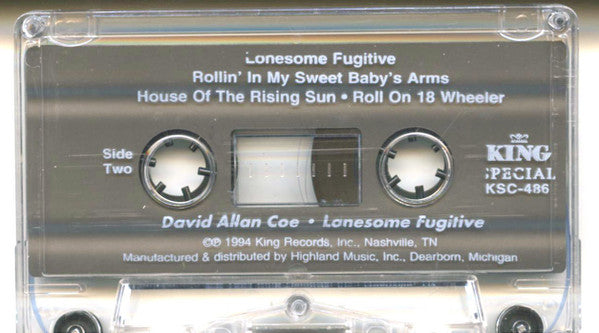 Lonesome Fugitive
Rollin' In My Sweet Baby's Arms
House Of The Rising Sun • Roll On 18 Wheeler
Side
Two
KING
SPECIAL
KSC-486
David Allan Coe • Lonesome Fugitive
©℗ 1994 King Records, Inc., Nashville, TN
Manufactured & distributed by Highland Music, Inc., Dearborn, Michigan